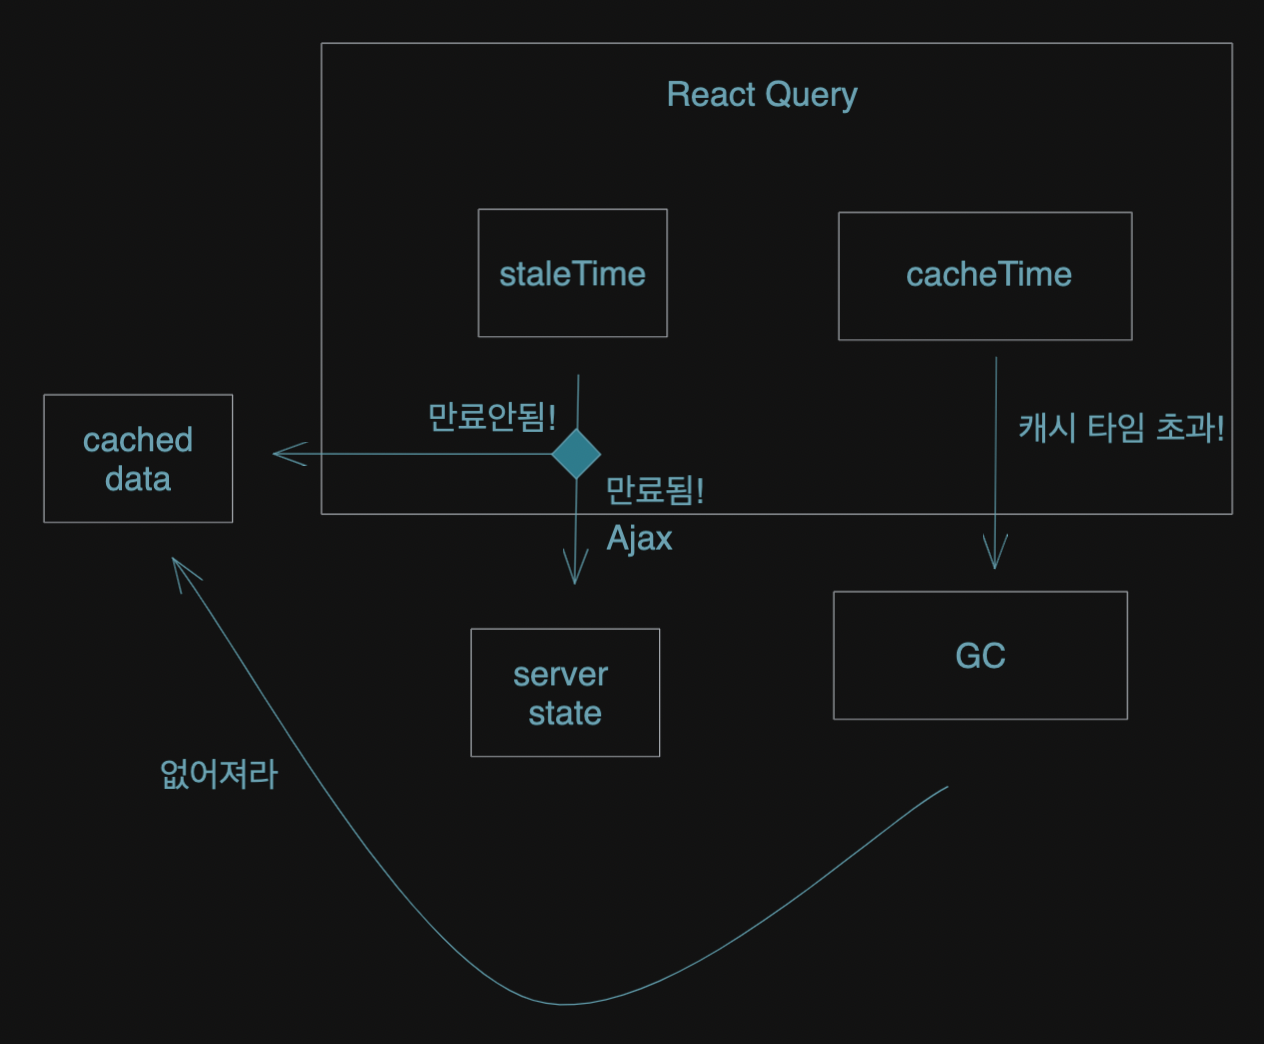 React Query
staleTime
cacheTime
만료안됨!
캐시 타임 초과!
cached
data
만료됨!
Ajax
server
state
GC
없어져라